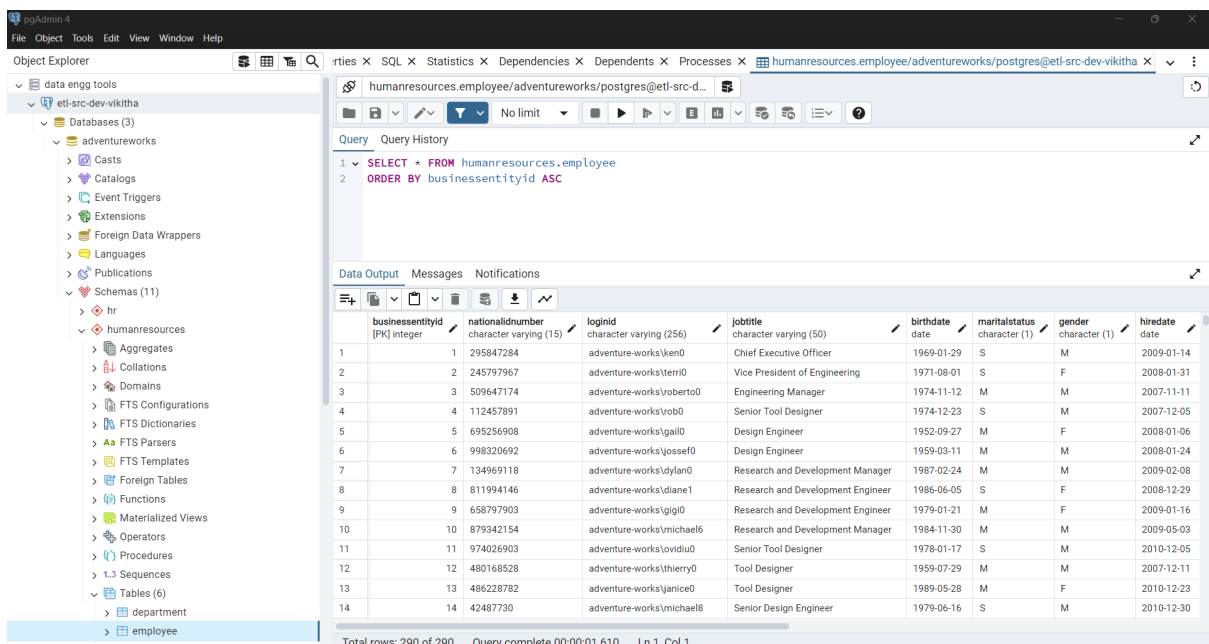 pgAdmin 4
File Object Tools Edit View Window Help
Object Explorer
data engg tools
etl-src-dev-vikitha
Databases (3)
adventureworks
Casts
Catalogs
Event Triggers
Extensions
Foreign Data Wrappers
Languages
Publications
Schemas (11)
hr
humanresources
Aggregates
Collations
Domains
FTS Configurations
FTS Dictionaries
Aa FTS Parsers
FTS Templates
Foreign Tables
Functions
Materialized Views
Operators
Procedures
1..3 Sequences
Tables (6)
department
employee
rties SQL Statistics Dependencies Dependents Processes humanresources.employee/adventureworks/postgres@etl-src-dev-vikitha
humanresources.employee/adventureworks/postgres@etl-src-d...
No limit E
Query Query History
1 SELECT * FROM humanresources.employee
2 ORDER BY businessentityid ASC
Data Output Messages Notifications
businessentityid nationalidnumber loginid jobtitle birthdate maritalstatus gender hiredate
[PK] integer character varying (15) character varying (256) character varying (50) date character (1) character (1) date
1 1 295847284 adventure-works\ken0 Chief Executive Officer 1969-01-29 S M 2009-01-14
2 2 245797967 adventure-works\terri0 Vice President of Engineering 1971-08-01 S F 2008-01-31
3 3 509647174 adventure-works\roberto0 Engineering Manager 1974-11-12 M M 2007-11-11
4 4 112457891 adventure-works\rob0 Senior Tool Designer 1974-12-23 S M 2007-12-05
5 5 695256908 adventure-works\gail0 Design Engineer 1952-09-27 M F 2008-01-06
6 6 998320692 adventure-works\jossef0 Design Engineer 1959-03-11 M M 2008-01-24
7 7 134969118 adventure-works\dylan0 Research and Development Manager 1987-02-24 M M 2009-02-08
8 8 811994146 adventure-works\diane1 Research and Development Engineer 1986-06-05 S F 2008-12-29
9 9 658797903 adventure-works\gigi0 Research and Development Engineer 1979-01-21 M F 2009-01-16
10 10 879342154 adventure-works\michael6 Research and Development Manager 1984-11-30 M M 2009-05-03
11 11 974026903 adventure-works\ovidiu0 Senior Tool Designer 1978-01-17 S M 2010-12-05
12 12 480168528 adventure-works\thierry0 Tool Designer 1959-07-29 M M 2007-12-11
13 13 486228782 adventure-works\janice0 Tool Designer 1989-05-28 M F 2010-12-23
14 14 42487730 adventure-works\michael8 Senior Design Engineer 1979-06-16 S M 2010-12-30
Total rows: 290 of 290 Query complete 00:00:01.610 Ln 1, Col 1